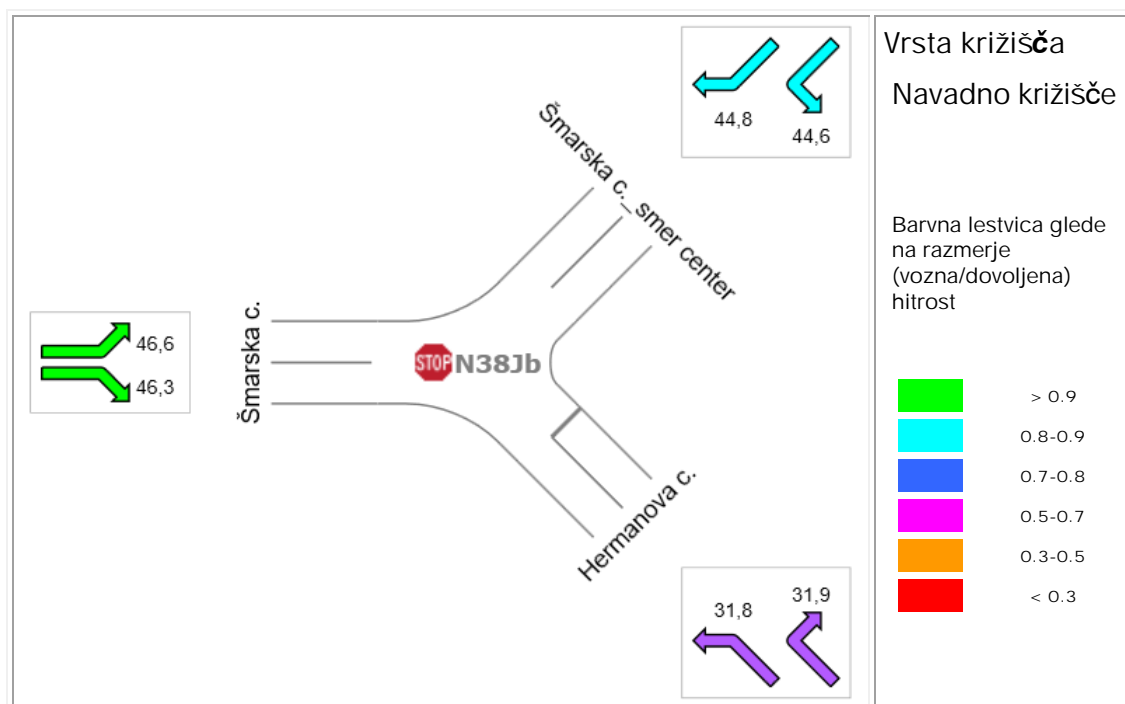 44,8
44,6
Šmarska c._smer center
46,6
46,3
Šmarska c.
STOP
N38Jb
Hermanova c.
31,8
31,9
Vrsta križišča
Navadno križišče
Barvna lestvica glede
na razmerje
(vozna/dovoljena)
hitrost
> 0.9
0.8-0.9
0.7-0.8
0.5-0.7
0.3-0.5
< 0.3